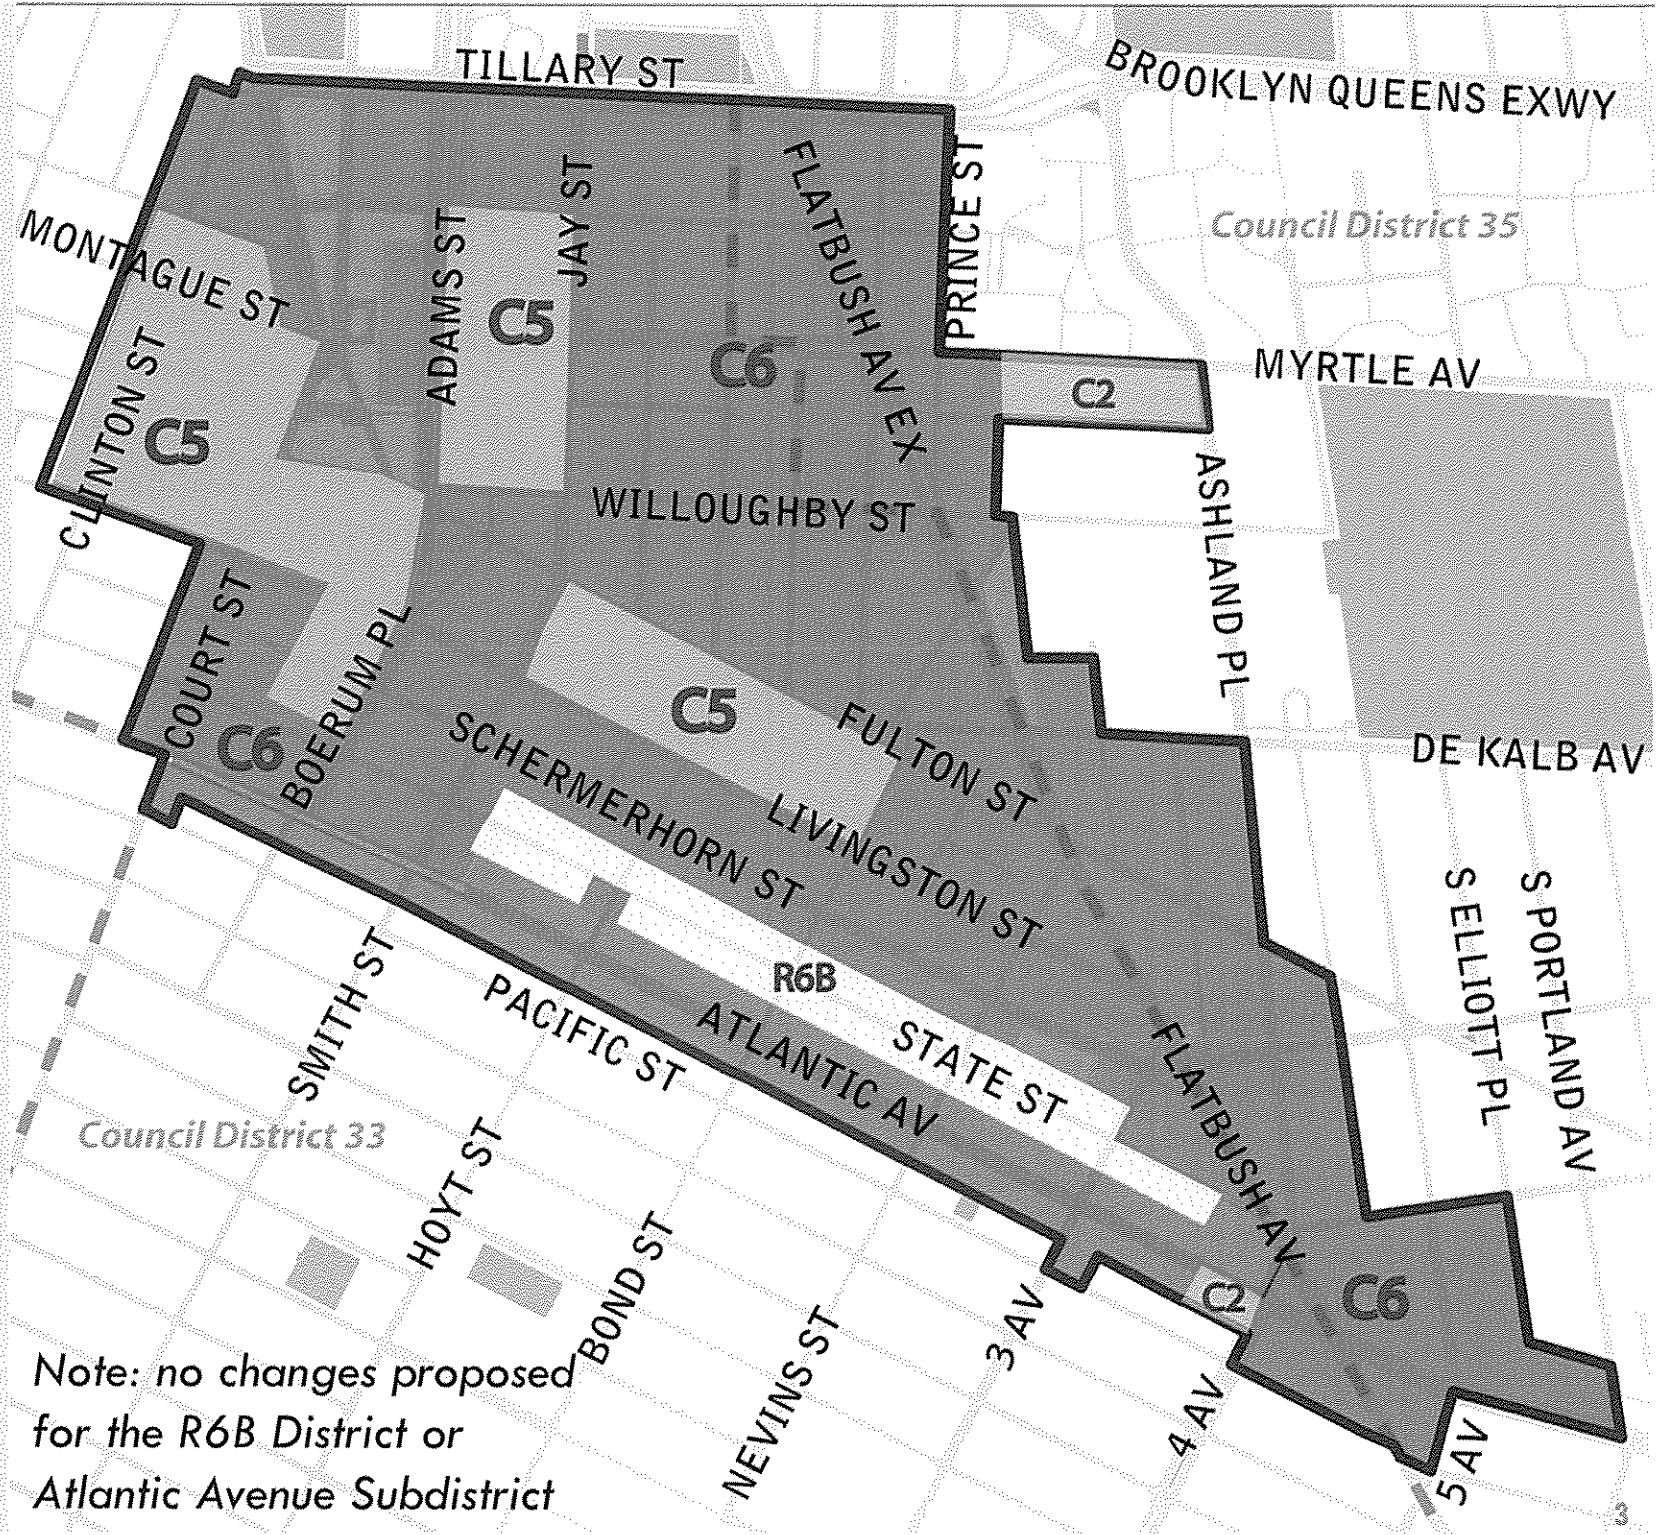 TILLARY ST
BROOKLYN QUEENS EXWY
FLATBUSH AV EX
PRINCE ST
JAY ST
ADAMS ST
Council District 35
MONTAGUE ST
C5
C6
MYRTLE AV
C2
CLINTON ST
C5
WILLOUGHBY ST
ASHLAND PL
COURT ST
BOERUM PL
C5
C6
FULTON ST
SCHERMERHORN ST
LIVINGSTON ST
DE KALB AV
S ELLIOTT PL
S PORTLAND AV
R6B
SMITH ST
PACIFIC ST
ATLANTIC AV
STATE ST
FLATBUSH AV
Council District 33
HOYT ST
BOND ST
NEVINS ST
3 AV
C2
C6
4 AV
5 AV
Note: no changes proposed
for the R6B District or
Atlantic Avenue Subdistrict
3